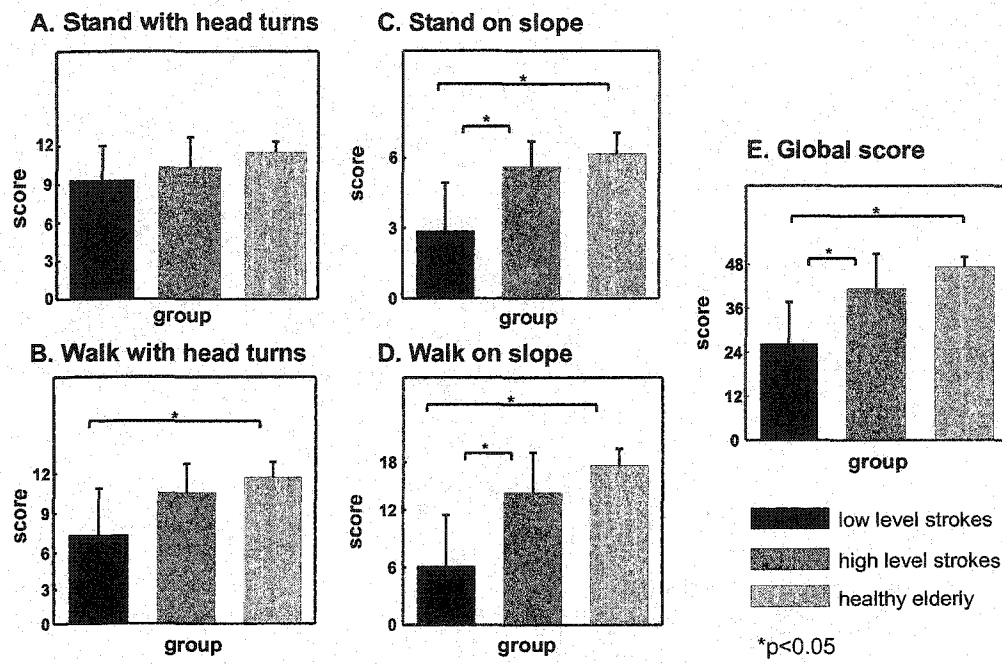 A. Stand with head turns
score
12
9
6
3
0
group
B. Walk with head turns
*
score
12
9
6
3
0
group
C. Stand on slope
*
*
score
6
3
0
group
D. Walk on slope
*
*
score
18
12
6
0
group
E. Global score
*
*
score
48
36
24
12
0
group
low level strokes
high level strokes
healthy elderly
*p<0.05